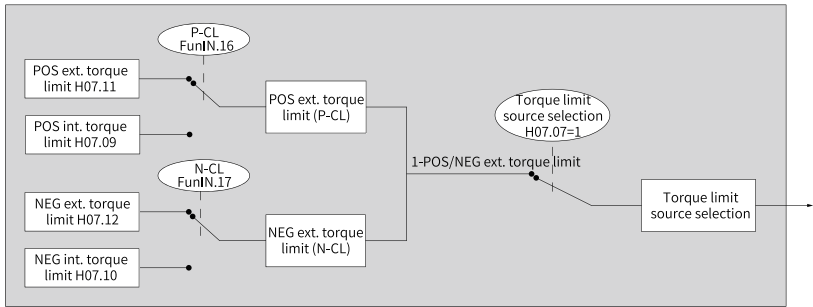 P-CL
FunIN.16
POS ext. torque
limit H07.11
POS int. torque
limit H07.09
POS ext. torque
limit (P-CL)
N-CL
FunIN.17
NEG ext. torque
limit H07.12
NEG int. torque
limit H07.10
NEG ext. torque
limit (N-CL)
1-POS/NEG ext. torque limit
Torque limit
source selection
H07.07=1
Torque limit
source selection